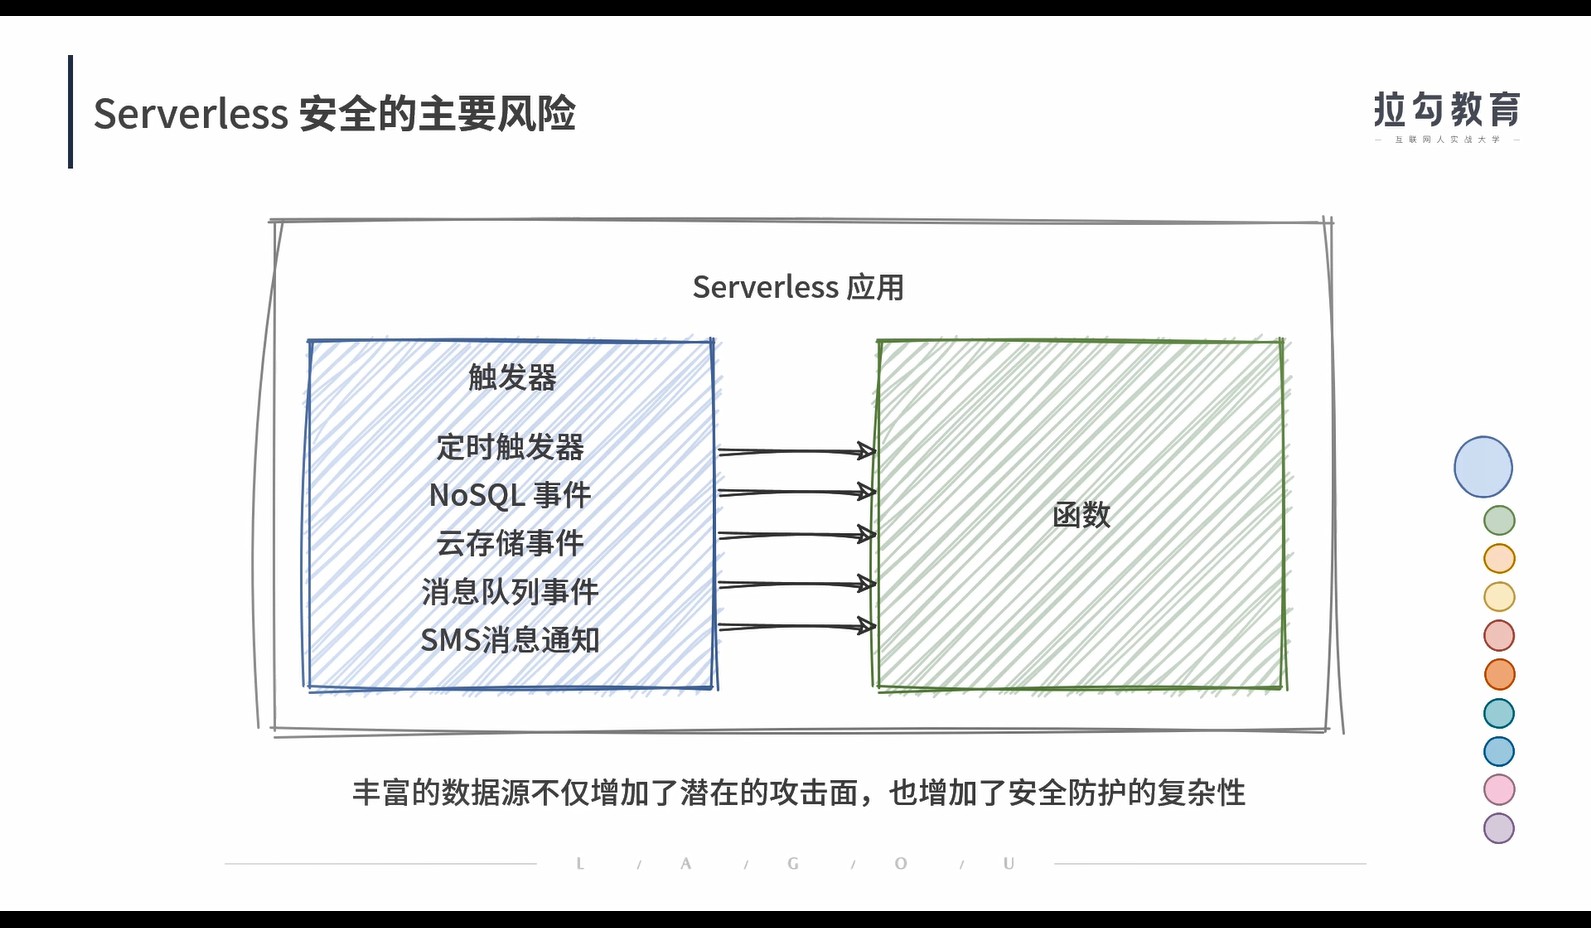 Serverless 安全的主要风险
拉勾教育
互联网人实战大学
Serverless 应用
触发器
定时触发器
NoSQL 事件
云存储事件
消息队列事件
SMS消息通知
函数
丰富的数据源不仅增加了潜在的攻击面，也增加了安全防护的复杂性
L / A / G / O / U